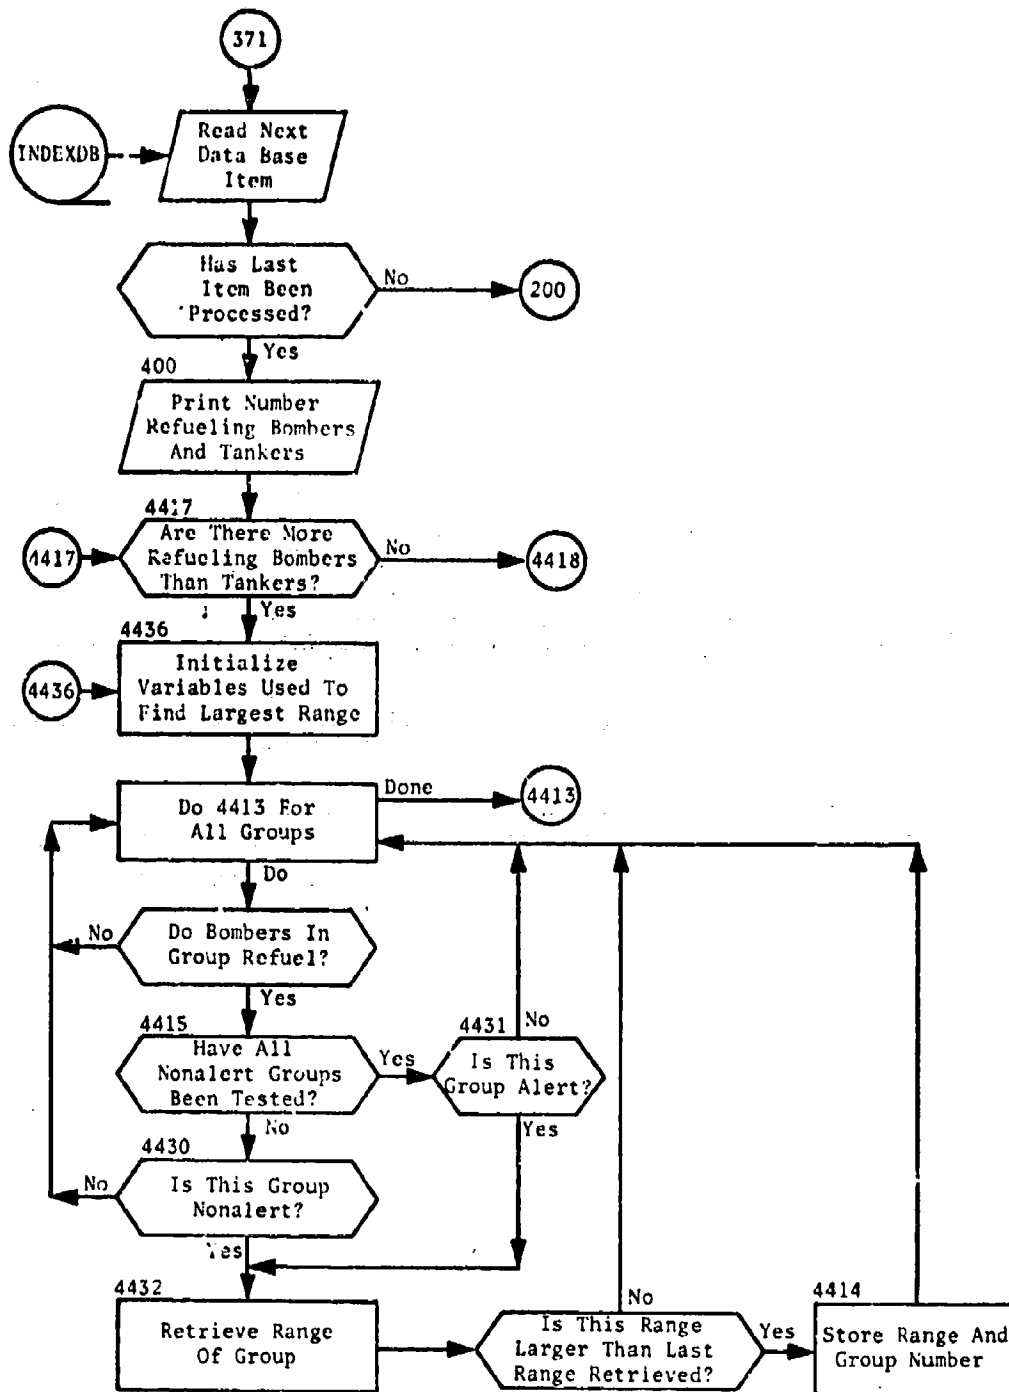 371
INDEXDB
Read Next
Data Base
Item
Has Last
Item Been
Processed?
No
200
Yes
400
Print Number
Refueling Bombers
And Tankers
4417
4417
Are There More
Refueling Bombers
Than Tankers?
No
4418
Yes
4436
4436
Initialize
Variables Used To
Find Largest Range
Do 4413 For
All Groups
Done
4413
Do
No
Do Bombers In
Group Refuel?
Yes
4415
Have All
Nonalert Groups
Been Tested?
Yes
4431
No
Is This
Group Alert?
Yes
No
4430
No
Is This Group
Nonalert?
Yes
4432
Retrieve Range
Of Group
No
Is This Range
Larger Than Last
Range Retrieved?
Yes
4414
Store Range And
Group Number